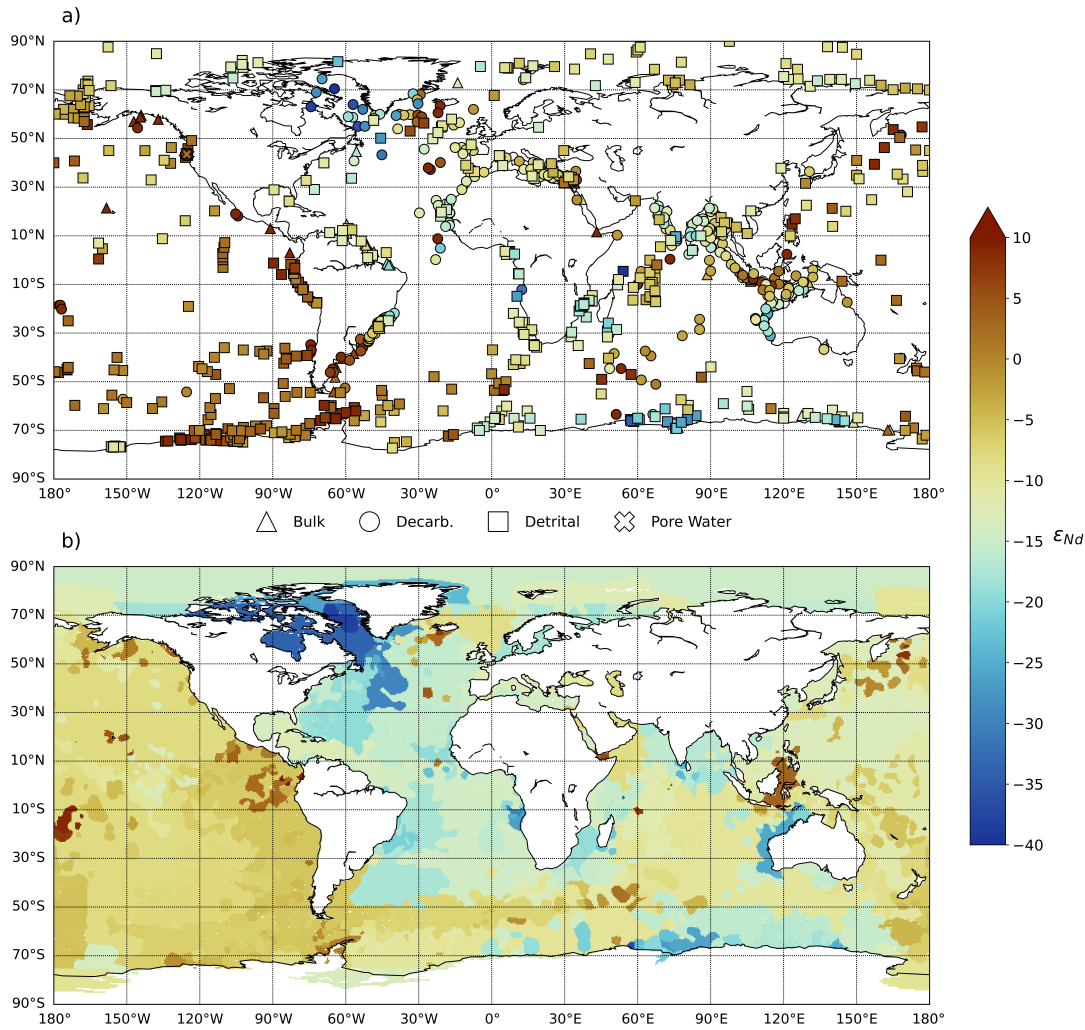 a)
90°N
70°N
50°N
30°N
10°N
10°S
30°S
50°S
70°S
90°S
180° 150°W 120°W 90°W 60°W 30°W 0° 30°E 60°E 90°E 120°E 150°E 180°
Bulk Decarb. Detrital Pore Water
b)
90°N
70°N
50°N
30°N
10°N
10°S
30°S
50°S
70°S
90°S
180° 150°W 120°W 90°W 60°W 30°W 0° 30°E 60°E 90°E 120°E 150°E 180°
10
5
0
−5
−10
−15
−20
−25
−30
−35
−40
εNd